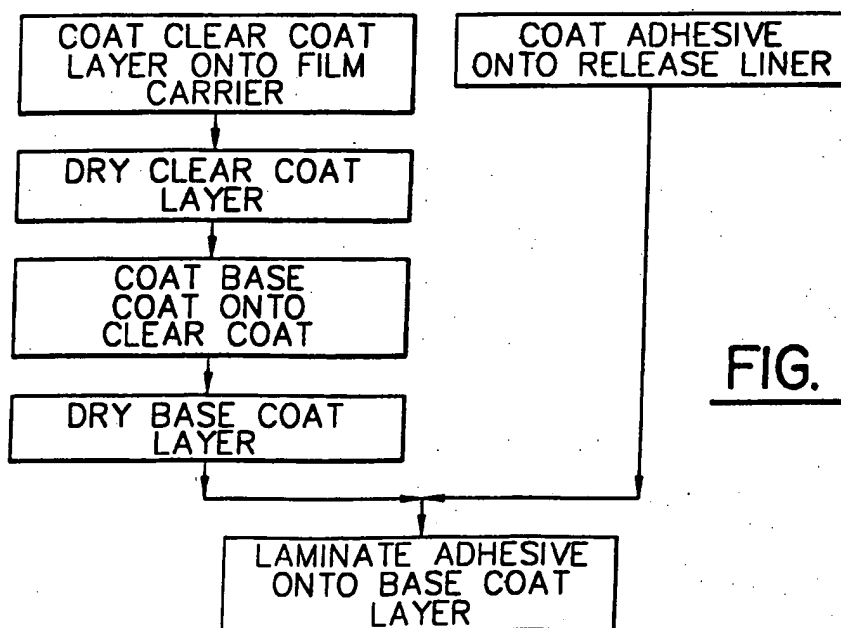 COAT CLEAR COAT
LAYER ONTO FILM
CARRIER
COAT ADHESIVE
ONTO RELEASE LINER
DRY CLEAR COAT
LAYER
COAT BASE
COAT ONTO
CLEAR COAT
DRY BASE COAT
LAYER
FIG.
LAMINATE ADHESIVE
ONTO BASE COAT
LAYER